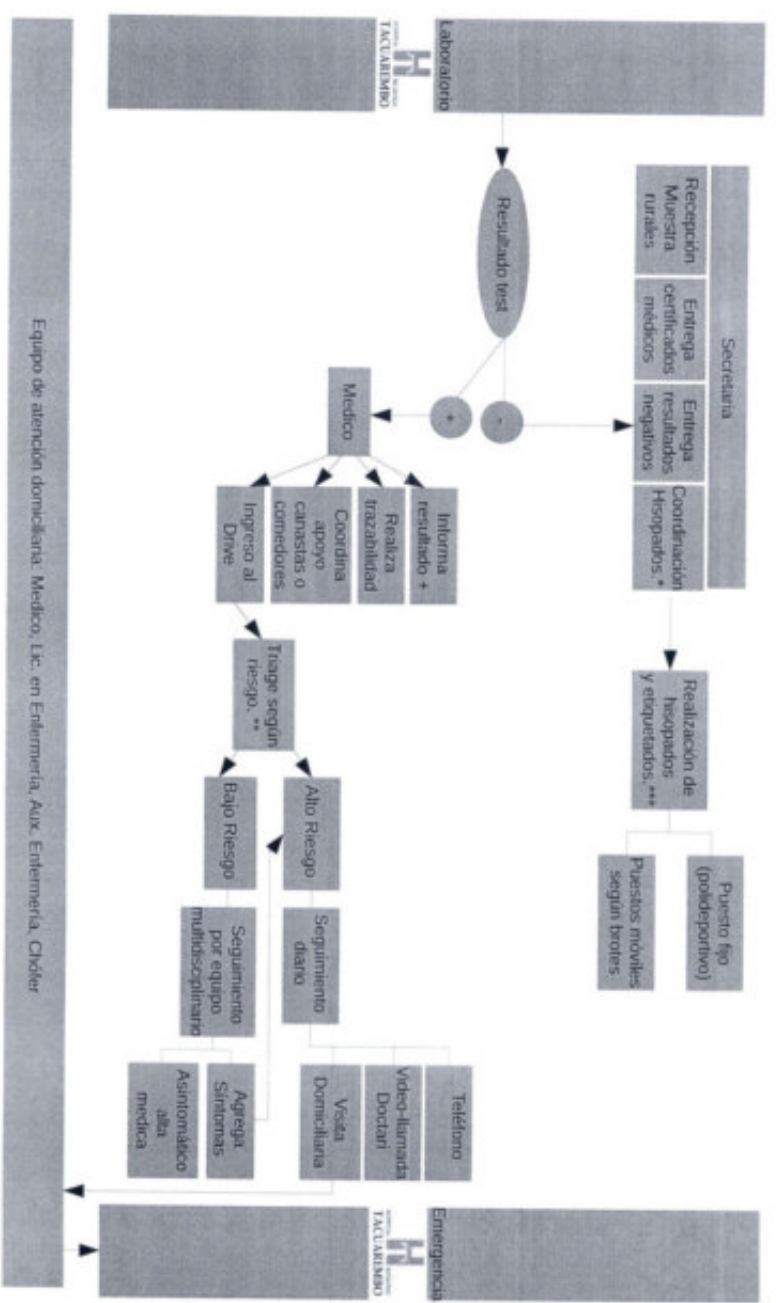 Laboratorio
TACUAREMBO
Secretaria
Recepción
Muestra
rurales
Entrega
certificados
médicos
Entrega
resultados
negativos
Coordinación
Hisopados.*
Realización de
hisopados
y etiquetados.***
Puesto fijo
(polideportivo)
Puestos móviles
según brotes
Resultado test
-
+
Medico
Informa
resultado +
Realiza
trazabilidad
Coordina
apoyo
canastas o
comedores
Ingreso al
Drive
Triage según
riesgo. **
Alto Riesgo
Bajo Riesgo
Seguimiento
diario
Seguimiento
por equipo
multidisciplinario
Teléfono
Video-llamada
Doctari
Visita
Domiciliaria
Agrega
Síntomas
Asintomático
alta
medica
Emergencia
TACUAREMBO
Equipo de atención domiciliaria. Medico, Lic. en Enfermería, Aux. Enfermería, Chófer